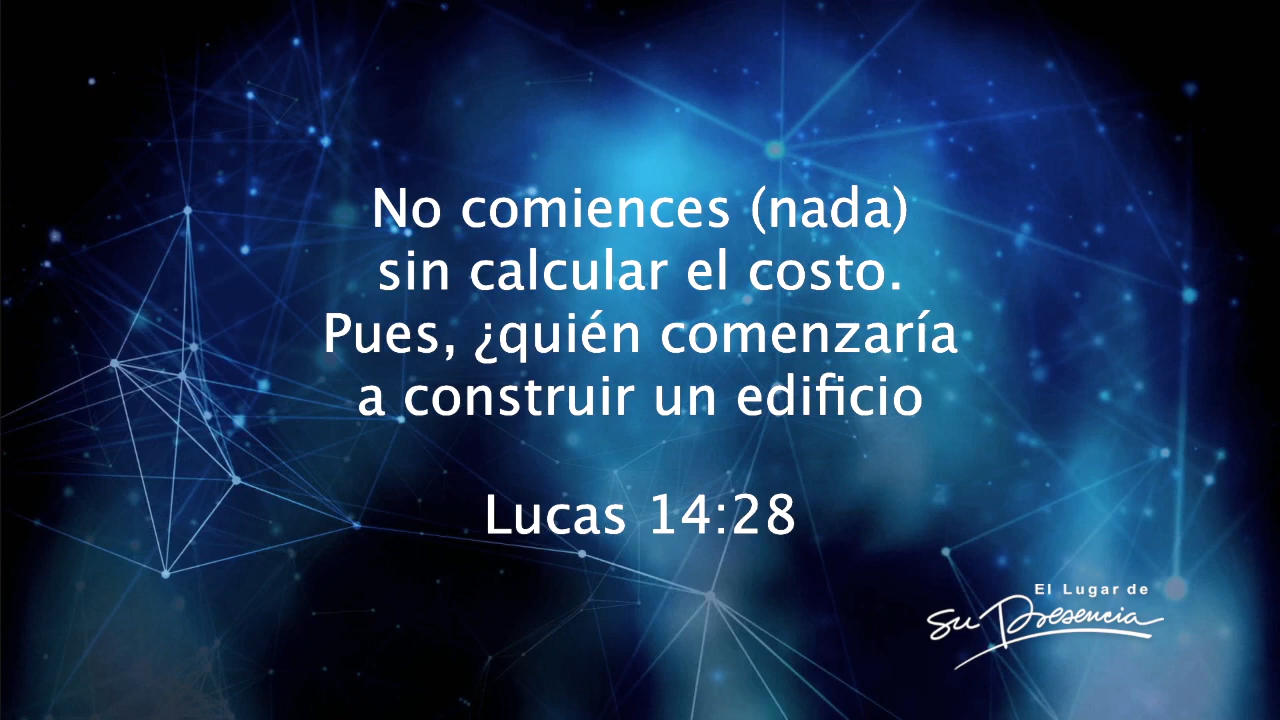 No comiences (nada)
sin calcular el costo.
Pues, ¿quién comenzaría
a construir un edificio
Lucas 14:28
El Lugar de
Su Presencia